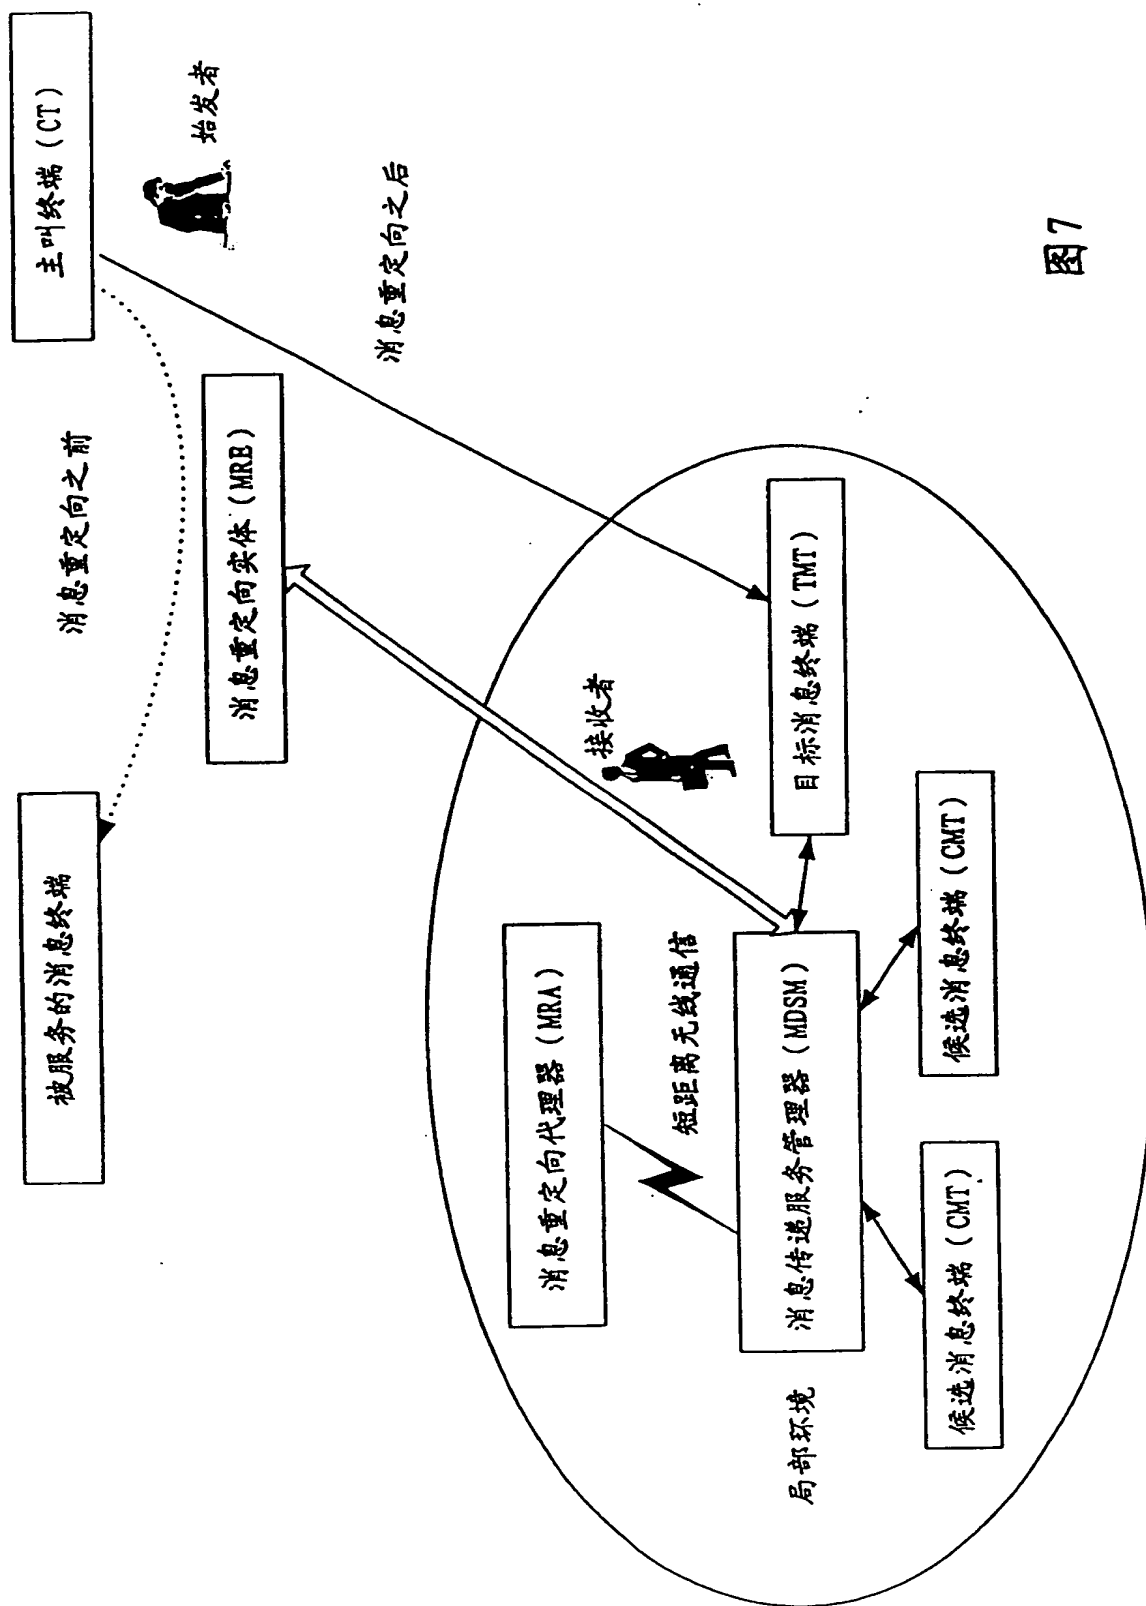 被服务的消息终端
消息重定向之前
主叫终端（CT）
始发者
消息重定向实体（MRB）
消息重定向之后
消息重定向代理器（MRA）
接收者
短距离无线通信
局部环境
消息传递服务管理器（MDSM）
目标消息终端（TMT）
候选消息终端（CMT）
候选消息终端（CMT）
图7